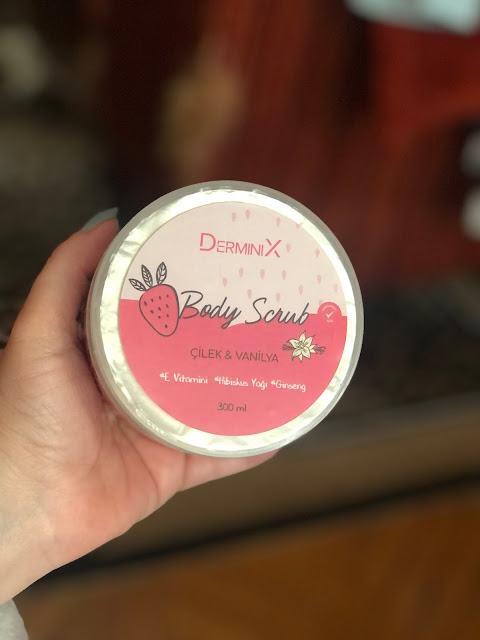 DERMINIX
Body Scrub
ÇİLEK & VANİLYA
#E Vitamini #Hibiskus Yağı #Ginseng
300 ml